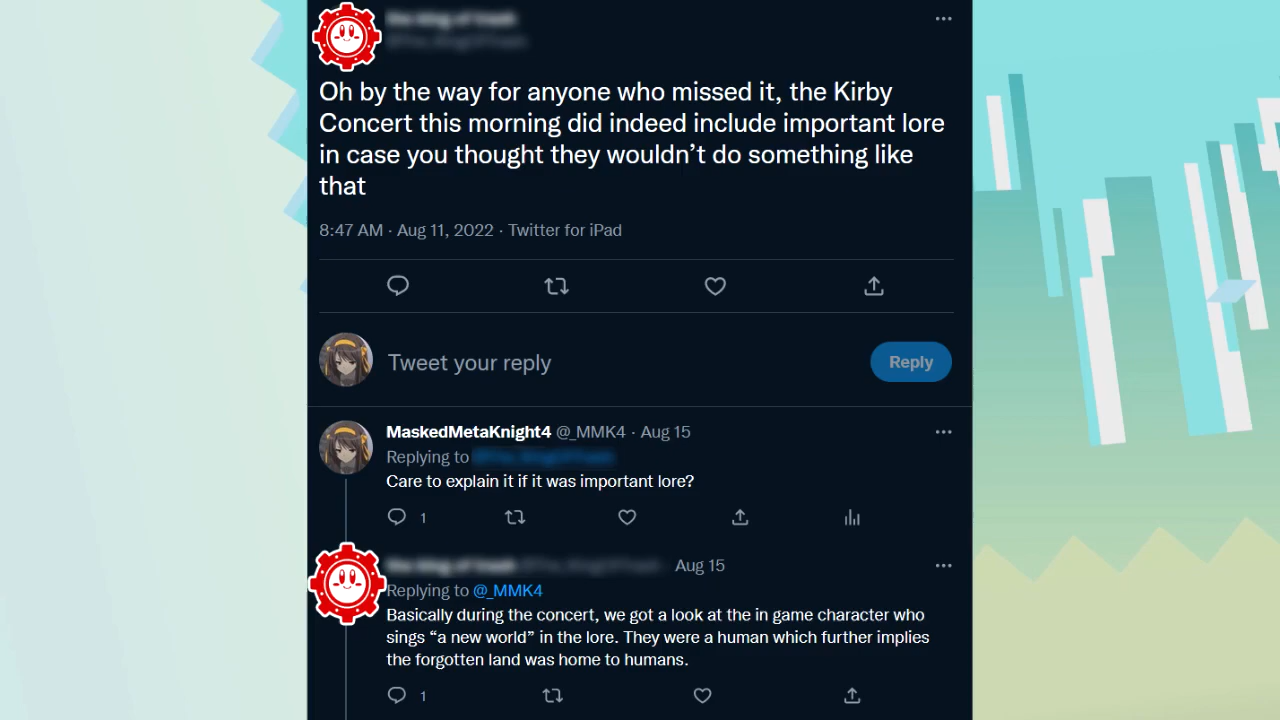 Oh by the way for anyone who missed it, the Kirby
Concert this morning did indeed include important lore
in case you thought they wouldn't do something like
that
8:47 AM · Aug 11, 2022 · Twitter for iPad
Tweet your reply
Reply
MaskedMetaKnight4 @_MMK4 · Aug 15
Replying to
Care to explain it if it was important lore?
1
Aug 15
Replying to @_MMK4
Basically during the concert, we got a look at the in game character who
sings “a new world” in the lore. They were a human which further implies
the forgotten land was home to humans.
1